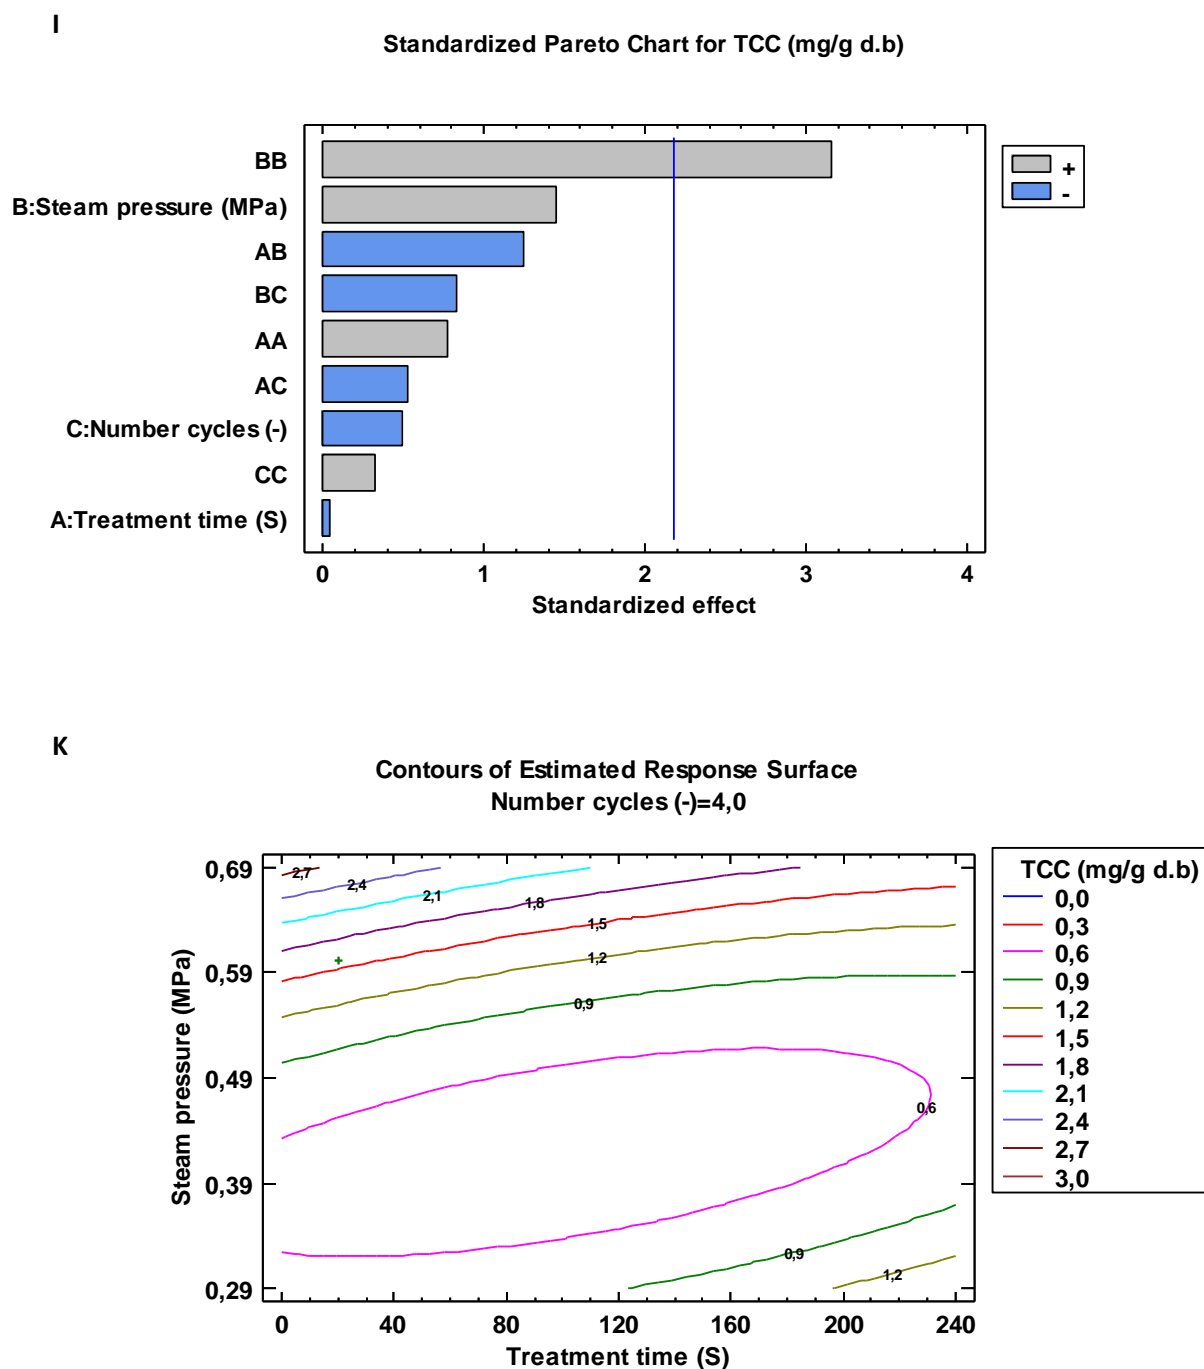 I
Standardized Pareto Chart for TCC (mg/g d.b)
BB
B:Steam pressure (MPa)
AB
BC
AA
AC
C:Number cycles (-)
CC
A:Treatment time (S)
0 1 2 3 4
Standardized effect
+
-
K
Contours of Estimated Response Surface
Number cycles (-)=4,0
Steam pressure (MPa)
0,69
0,59
0,49
0,39
0,29
2,7
2,4
2,1
1,8
1,5
1,2
0,9
0,6
0,9
1,2
0 40 80 120 160 200 240
Treatment time (S)
TCC (mg/g d.b)
0,0
0,3
0,6
0,9
1,2
1,5
1,8
2,1
2,4
2,7
3,0